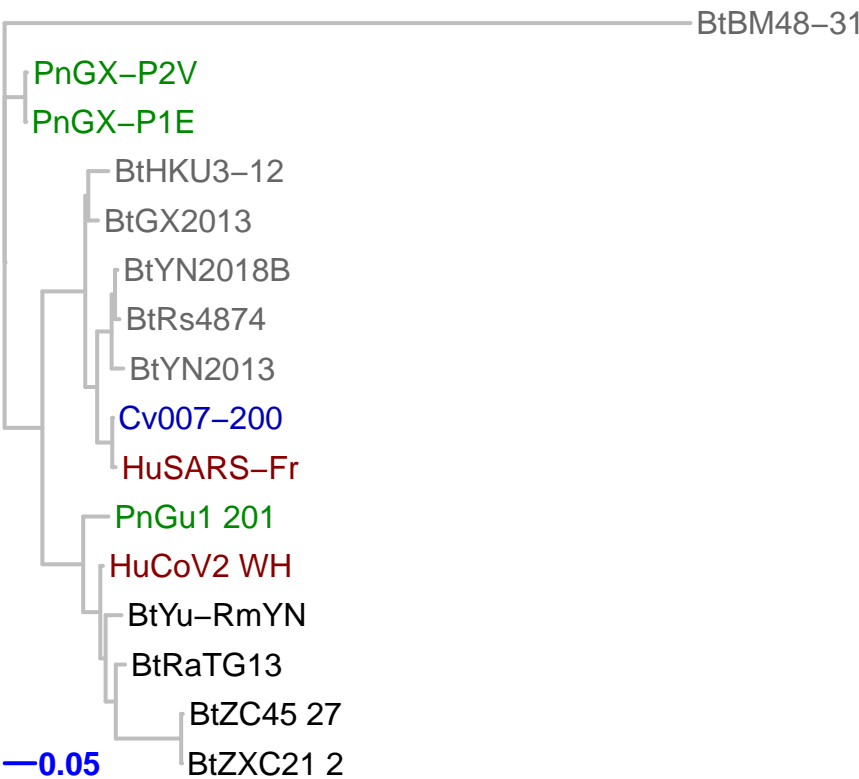 BtBM48−31
PnGX−P2V
PnGX−P1E
BtHKU3−12
BtGX2013
BtYN2018B
BtRs4874
BtYN2013
Cv007−200
HuSARS−Fr
PnGu1 201
HuCoV2 WH
BtYu−RmYN
BtRaTG13
BtZC45 27
0.05 BtZXC21 2